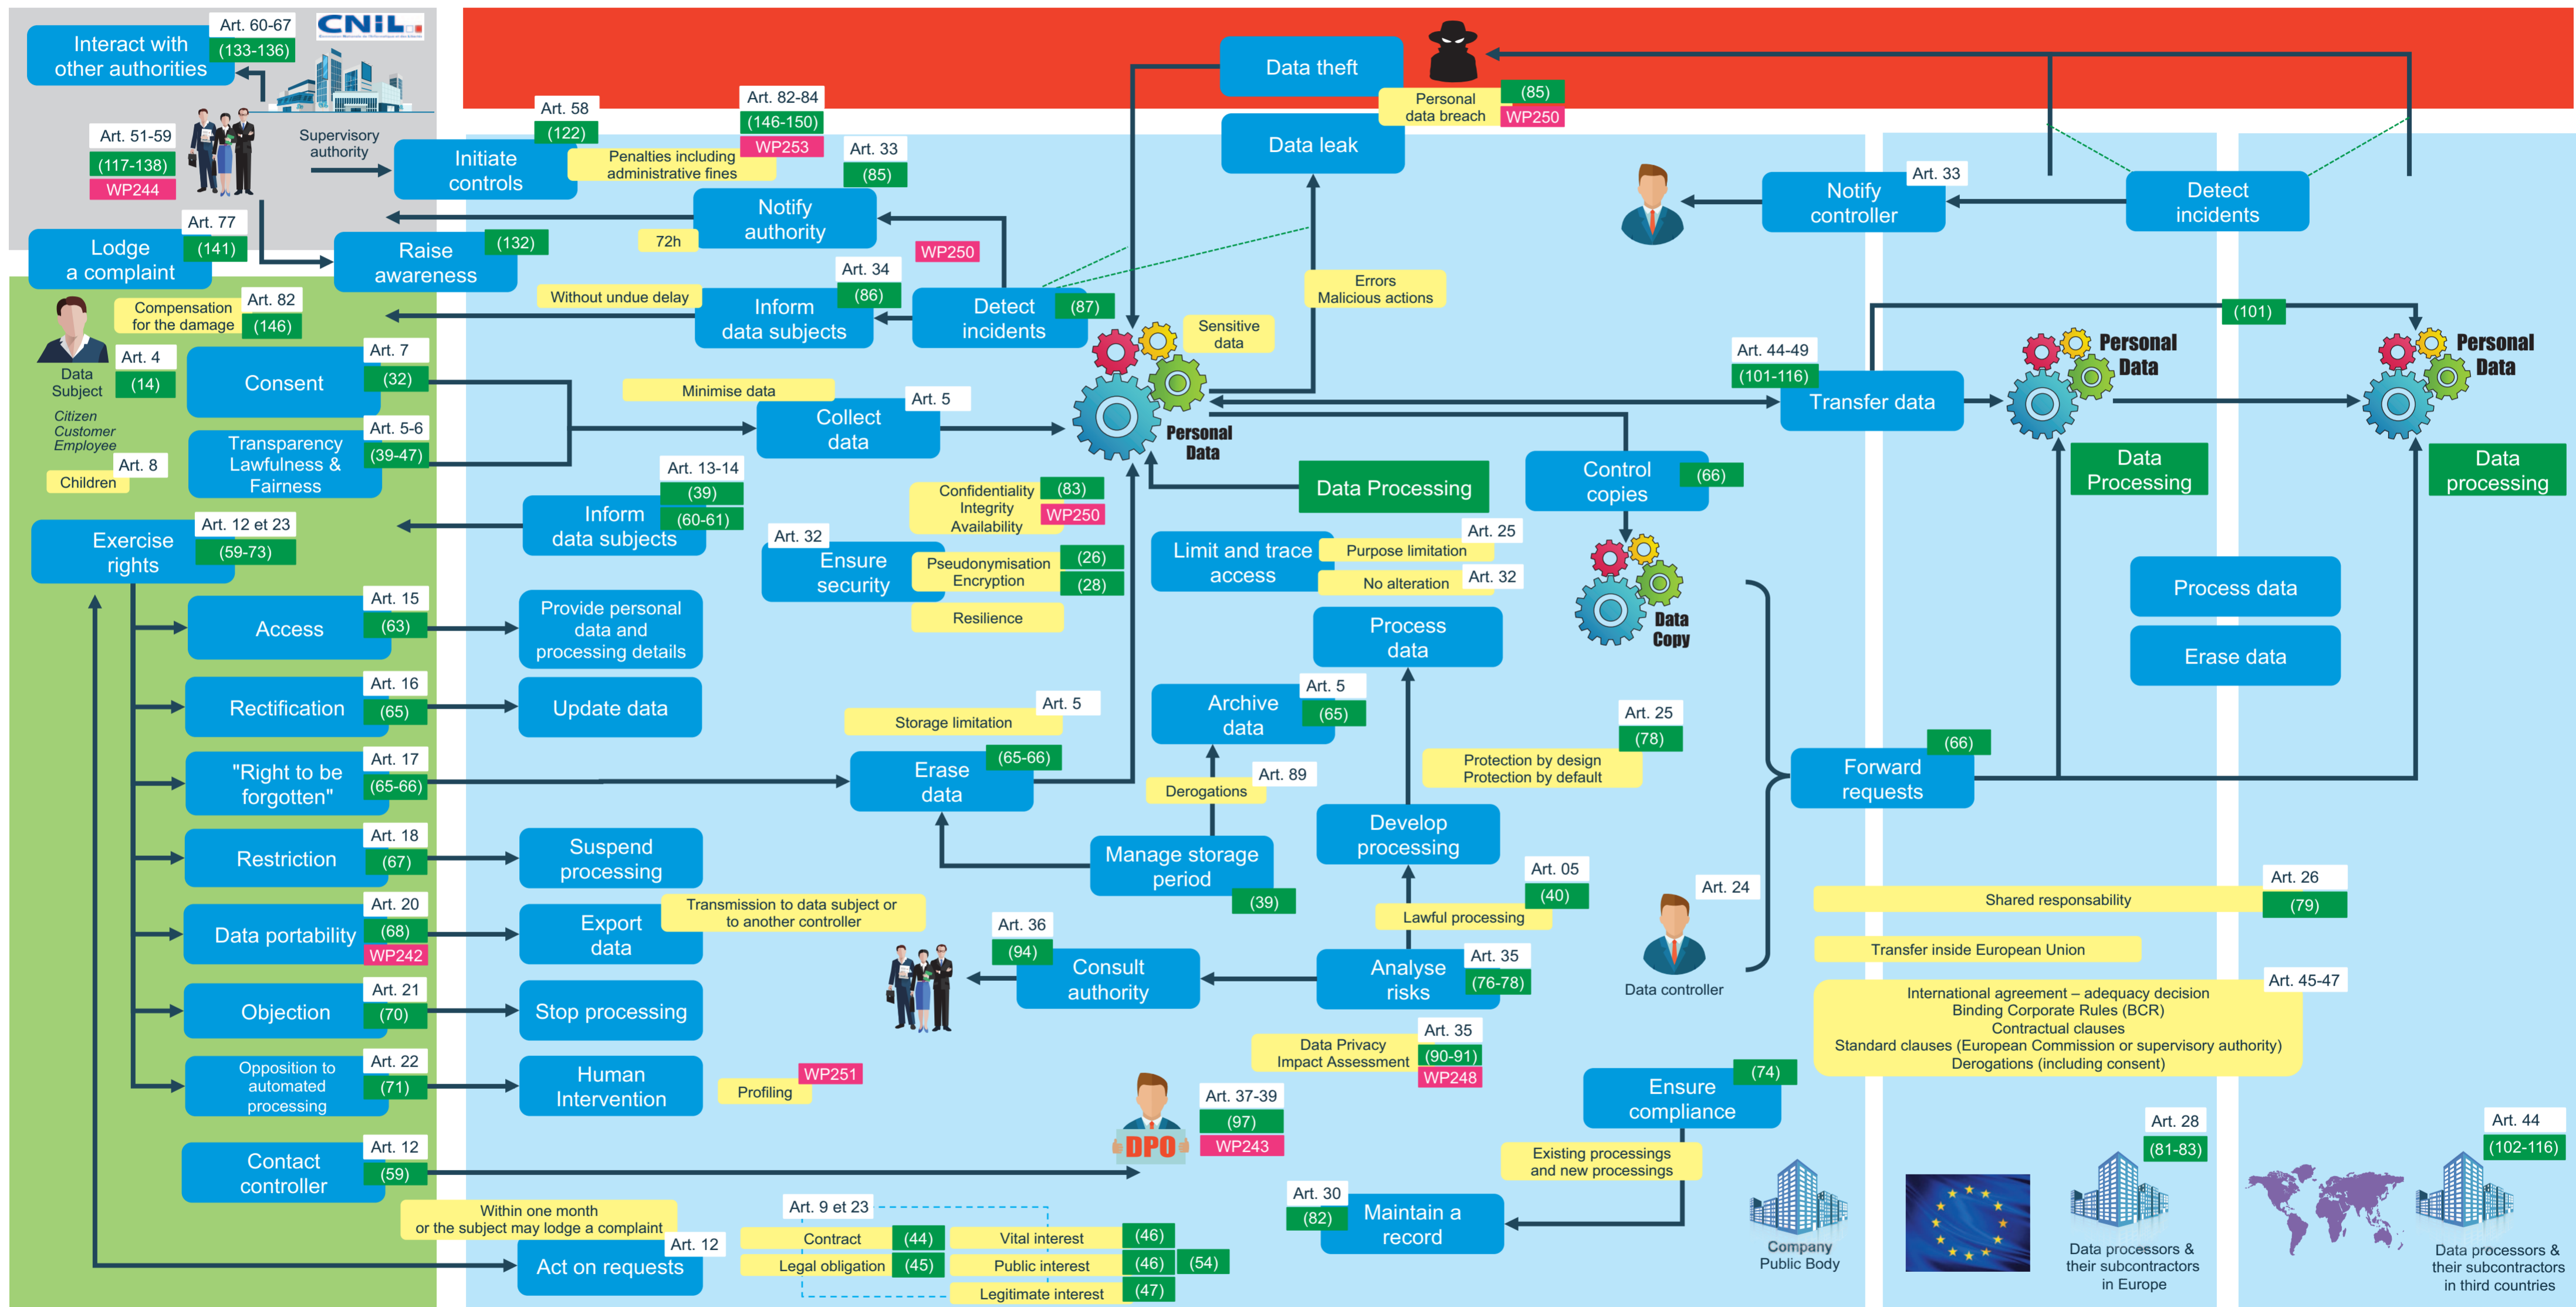 Interact with
other authorities
Art. 60-67
(133-136)
CNiL.
Art. 51-59
(117-138)
WP244
Supervisory
authority
Art. 58
(122)
Initiate
controls
Penalties including
administrative fines
Art. 82-84
(146-150)
WP253
Art. 33
(85)
Notify
authority
72h
WP250
Art. 77
(141)
Lodge
a complaint
Raise
awareness
(132)
Data theft
Personal
data breach
(85)
WP250
Data leak
Errors
Malicious actions
Notify
controller
Art. 33
Detect
incidents
Art. 34
(86)
Without undue delay
Inform
data subjects
Detect
incidents
(87)
Sensitive
data
Compensation
for the damage
Art. 82
(146)
Data
Subject
Art. 4
(14)
Citizen
Customer
Employee
Art. 8
Children
Consent
Art. 7
(32)
Transparency
Lawfulness &
Fairness
Art. 5-6
(39-47)
Minimise data
Collect
data
Art. 5
Personal
Data
Art. 44-49
(101-116)
Transfer data
(101)
Personal
Data
Personal
Data
Data
Processing
Data
processing
Art. 13-14
(39)
(60-61)
Inform
data subjects
Confidentiality
Integrity
Availability
(83)
WP250
Art. 32
Ensure
security
Pseudonymisation
Encryption
(26)
(28)
Resilience
Data Processing
Control
copies
(66)
Limit and trace
access
Art. 25
Purpose limitation
No alteration
Art. 32
Data
Copy
Process data
Erase data
Exercise
rights
Art. 12 et 23
(59-73)
Access
Art. 15
(63)
Provide personal
data and
processing details
Rectification
Art. 16
(65)
Update data
"Right to be
forgotten"
Art. 17
(65-66)
Storage limitation
Art. 5
Erase
data
(65-66)
Archive
data
Art. 5
(65)
Derogations
Art. 89
Manage storage
period
(39)
Process
data
Art. 25
(78)
Protection by design
Protection by default
Develop
processing
Forward
requests
(66)
Restriction
Art. 18
(67)
Suspend
processing
Data portability
Art. 20
(68)
WP242
Export
data
Transmission to data subject or
to another controller
Art. 05
(40)
Lawful processing
Art. 36
(94)
Consult
authority
Analyse
risks
Art. 35
(76-78)
Art. 24
Data controller
Art. 26
Shared responsability
(79)
Transfer inside European Union
Art. 45-47
International agreement – adequacy decision
Binding Corporate Rules (BCR)
Contractual clauses
Standard clauses (European Commission or supervisory authority)
Derogations (including consent)
Objection
Art. 21
(70)
Stop processing
Data Privacy
Impact Assessment
Art. 35
(90-91)
WP248
Opposition to
automated
processing
Art. 22
(71)
Human
Intervention
Profiling
WP251
DPO
Art. 37-39
(97)
WP243
Ensure
compliance
(74)
Existing processings
and new processings
Art. 30
(82)
Maintain a
record
Contact
controller
Art. 12
(59)
Within one month
or the subject may lodge a complaint
Art. 12
Act on requests
Art. 9 et 23
Contract
(44)
Legal obligation
(45)
Vital interest
(46)
Public interest
(46)
(54)
Legitimate interest
(47)
Company
Public Body
Art. 28
(81-83)
Data processors &
their subcontractors
in Europe
Art. 44
(102-116)
Data processors &
their subcontractors
in third countries